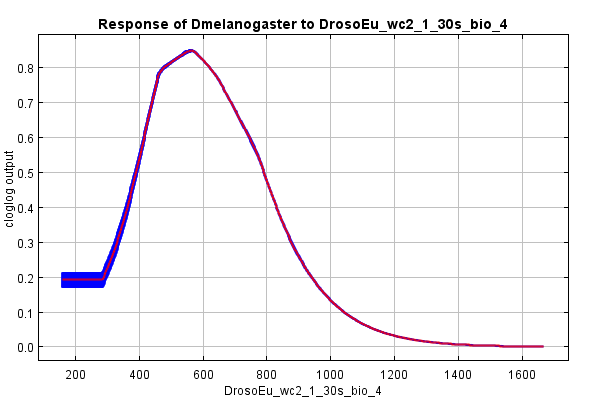 Response of Dmelanogaster to DrosoEu_wc2_1_30s_bio_4
cloglog output
0.8
0.7
0.6
0.5
0.4
0.3
0.2
0.1
0.0
200 400 600 800 1000 1200 1400 1600
DrosoEu_wc2_1_30s_bio_4